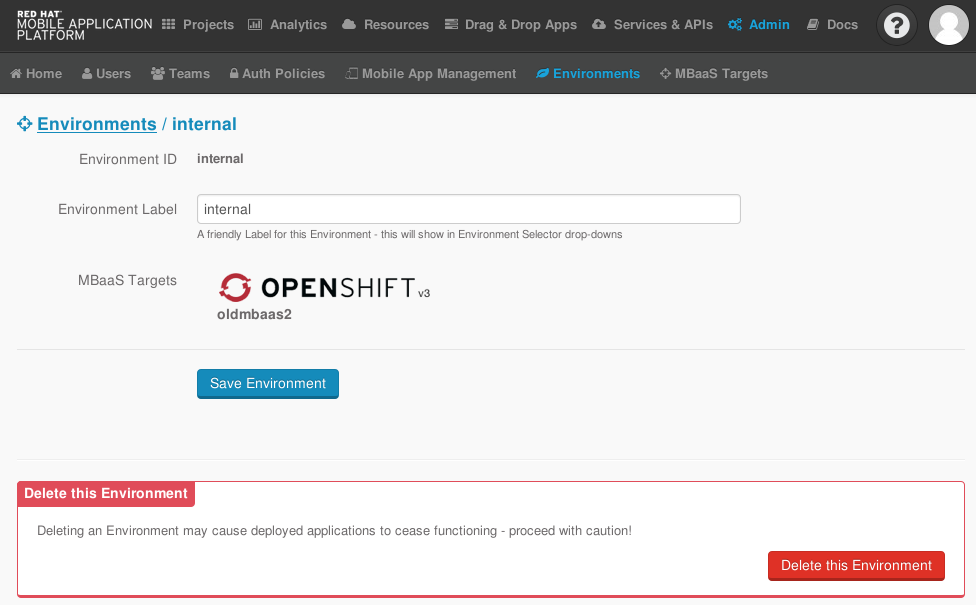 RED HAT
MOBILE APPLICATION
PLATFORM
Projects Analytics Resources Drag & Drop Apps Services & APIs Admin Docs ?
Home Users Teams Auth Policies Mobile App Management Environments MBaaS Targets
Environments / internal
Environment ID internal
Environment Label internal
A friendly Label for this Environment - this will show in Environment Selector drop-downs
MBaaS Targets OPENSHIFT v3
oldmbaas2
Save Environment
Delete this Environment
Deleting an Environment may cause deployed applications to cease functioning - proceed with caution!
Delete this Environment